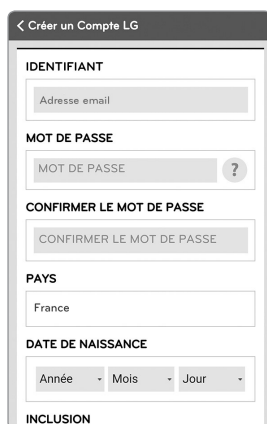 < Créer un Compte LG
IDENTIFIANT
Adresse email
MOT DE PASSE
MOT DE PASSE ?
CONFIRMER LE MOT DE PASSE
CONFIRMER LE MOT DE PASSE
PAYS
France
DATE DE NAISSANCE
Année Mois Jour
INCLUSION